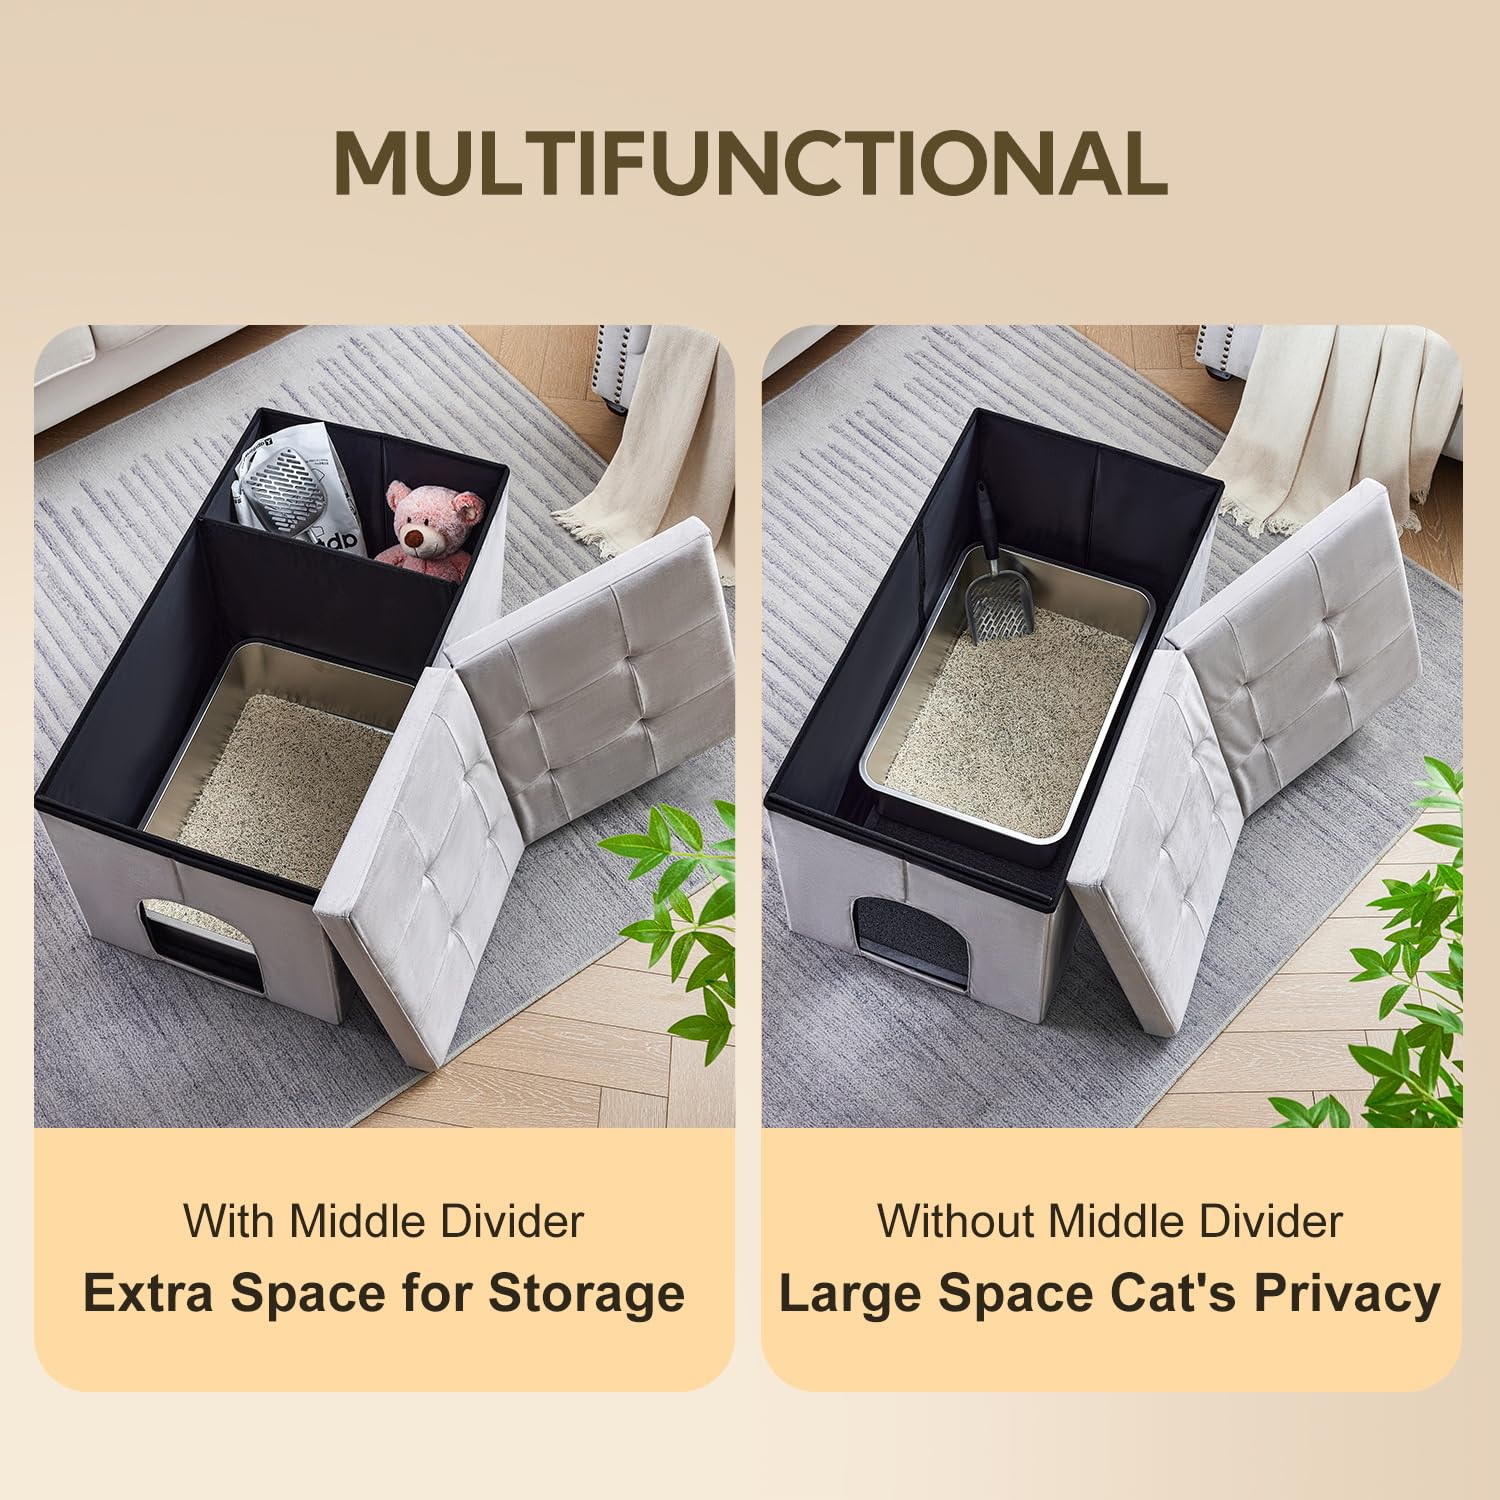 MULTIFUNCTIONAL
With Middle Divider
Extra Space for Storage
Without Middle Divider
Large Space Cat's Privacy